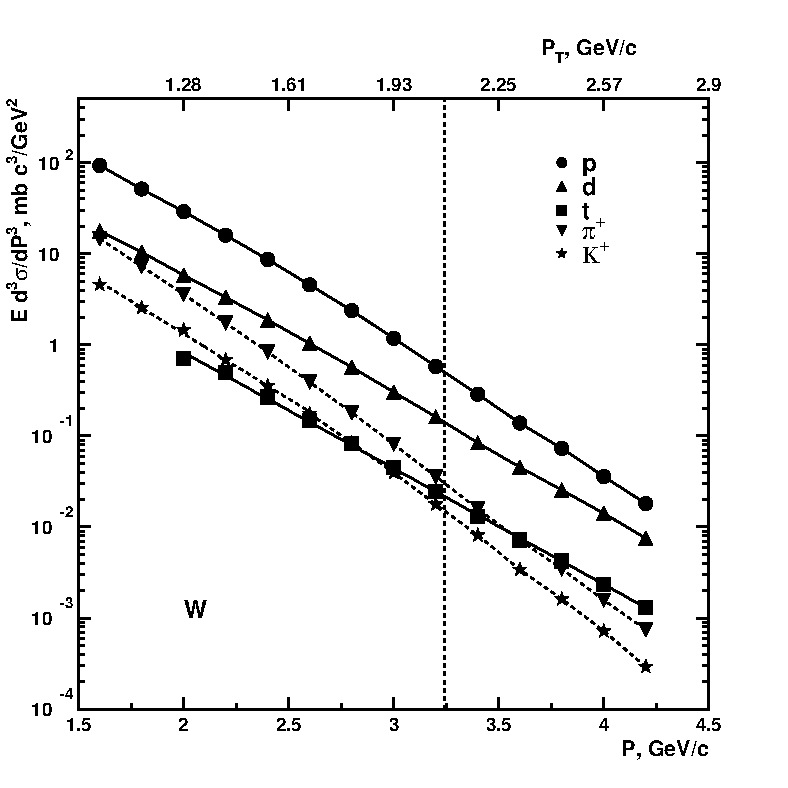 P_T, GeV/c
1.28 1.61 1.93 2.25 2.57 2.9
E d³σ/dP³, mb c³/GeV²
10²
10
1
10⁻¹
10⁻²
10⁻³
10⁻⁴
p
d
t
π⁺
K⁺
W
1.5 2 2.5 3 3.5 4 4.5
P, GeV/c